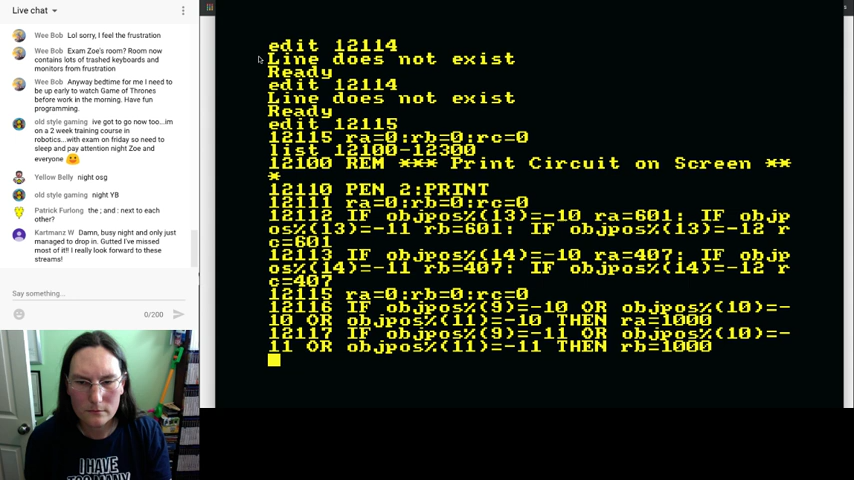 Live chat
Wee Bob Lol sorry, I feel the frustration
Wee Bob Exam Zoe's room? Room now
contains lots of trashed keyboards and
monitors from frustration
Wee Bob Anyway bedtime for me I need to
be up early to watch Game of Thrones
before work in the morning. Have fun
programming.
old style gaming ive got to go now too...im
on a 2 week training course in
robotics...with exam on friday so need to
sleep and pay attention night Zoe and
everyone
Yellow Belly night osg
old style gaming night YB
Patrick Furlong the ; and : next to each
other?
Kartmanz W Damn, busy night and only just
managed to drop in. Gutted I've missed
most of it!! I really look forward to these
streams!
Say something...
0/200
edit 12114
Line does not exist
Ready
edit 12114
Line does not exist
Ready
edit 12115
12115 ra=0:rb=0:rc=0
list 12100-12300
12100 REM *** Print Circuit on Screen **
*
12110 PEN 2:PRINT
12111 ra=0:rb=0:rc=0
12112 IF objpos%(13)=-10 ra=601: IF objp
os%(13)=-11 rb=601: IF objpos%(13)=-12 r
c=601
12113 IF objpos%(14)=-10 ra=407: IF objp
os%(14)=-11 rb=407: IF objpos%(14)=-12 r
c=407
12115 ra=0:rb=0:rc=0
12116 IF objpos%(9)=-10 OR objpos%(10)=-
10 OR objpos%(11)=-10 THEN ra=1000
12117 IF objpos%(9)=-11 OR objpos%(10)=-
11 OR objpos%(11)=-11 THEN rb=1000
I HAVE
TOO MANY